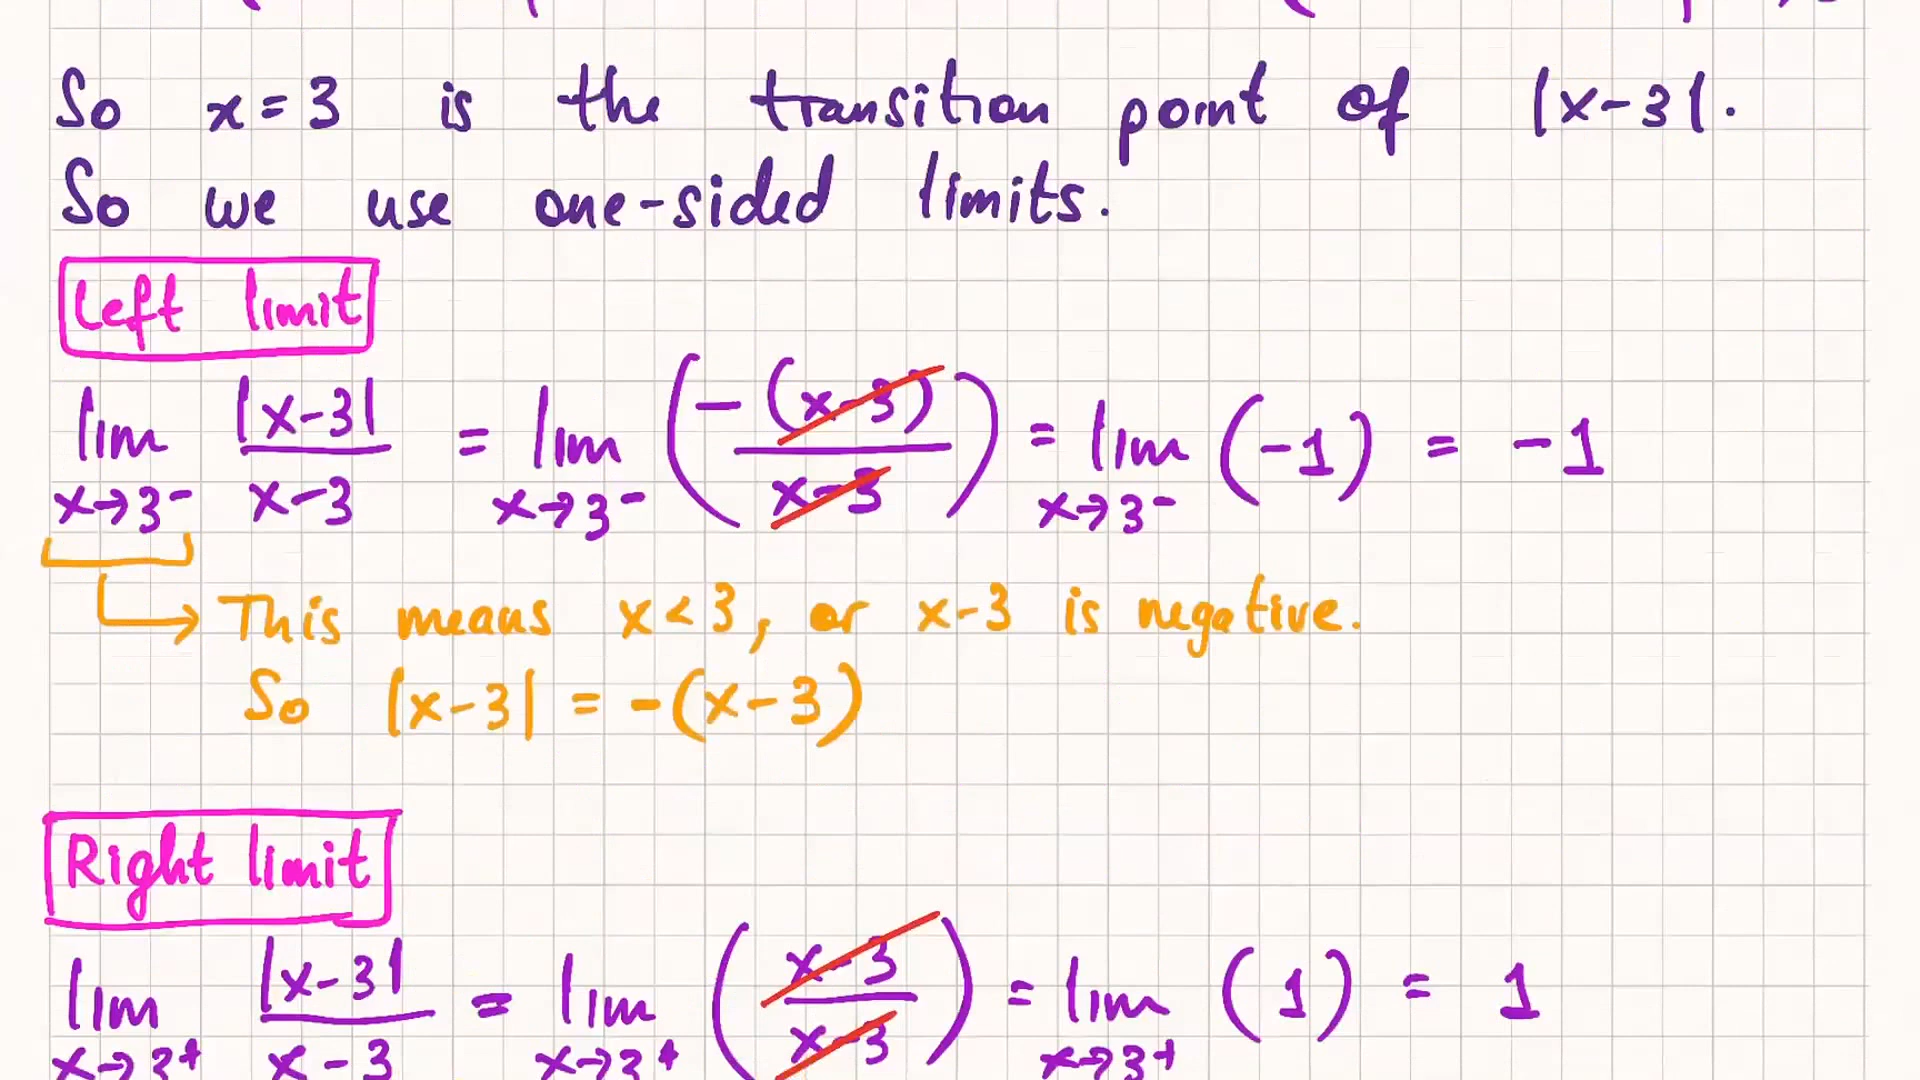 So x=3 is the transition point of |x-3|.
So we use one-sided limits.
Left limit
lim x→3⁻ |x-3|/(x-3) = lim x→3⁻ (-(x-3)/(x-3)) = lim x→3⁻ (-1) = -1
This means x<3, or x-3 is negative.
So |x-3| = -(x-3)
Right limit
lim x→3⁺ |x-3|/(x-3) = lim x→3⁺ ((x-3)/(x-3)) = lim x→3⁺ (1) = 1